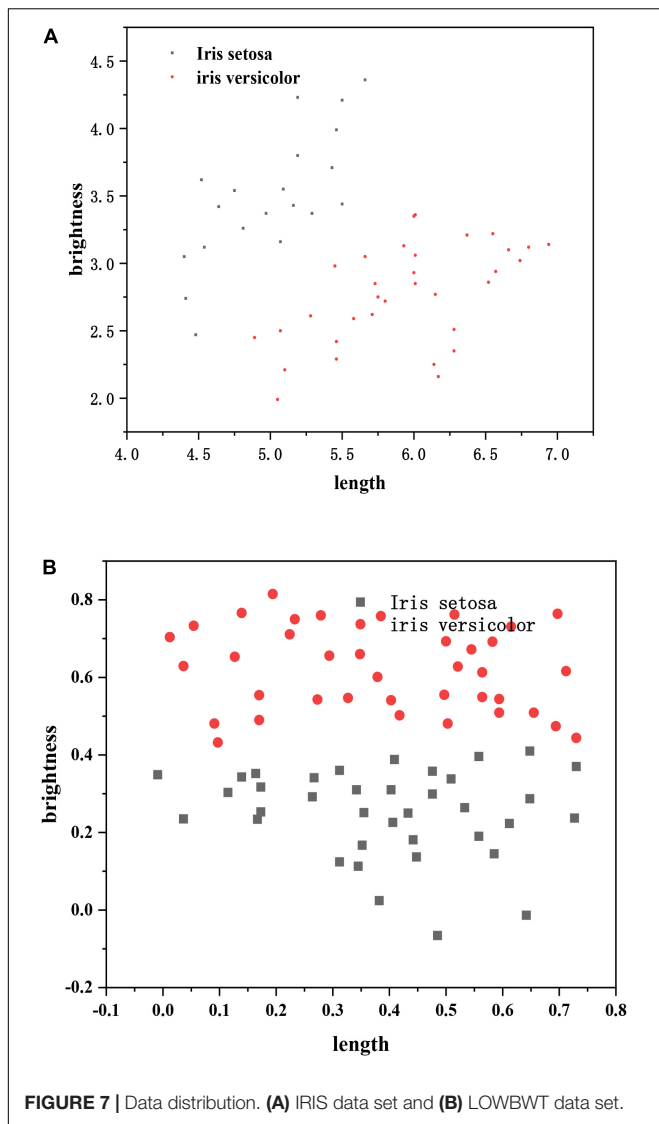 A
Iris setosa
iris versicolor
4.5
4.0
3.5
3.0
2.5
2.0
brightness
4.0 4.5 5.0 5.5 6.0 6.5 7.0
length
B
Iris setosa
iris versicolor
0.8
0.6
0.4
0.2
0.0
-0.2
brightness
-0.1 0.0 0.1 0.2 0.3 0.4 0.5 0.6 0.7 0.8
length
FIGURE 7 | Data distribution. (A) IRIS data set and (B) LOWBWT data set.